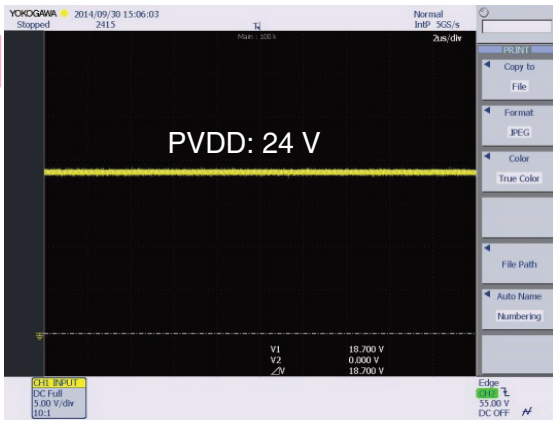 YOKOGAWA 2014/09/30 15:06:03 Normal
Stopped 2415 IntP 5GS/s
Main : 100 k 2us/div
PRINT
Copy to
File
Format
JPEG
Color
True Color
File Path
Auto Name
Numbering
PVDD: 24 V
V1 18.700 V
V2 0.000 V
⊿V 18.700 V
CH1 INPUT
DC Full
5.00 V/div
10:1
Edge
CH2
55.00 V
DC OFF